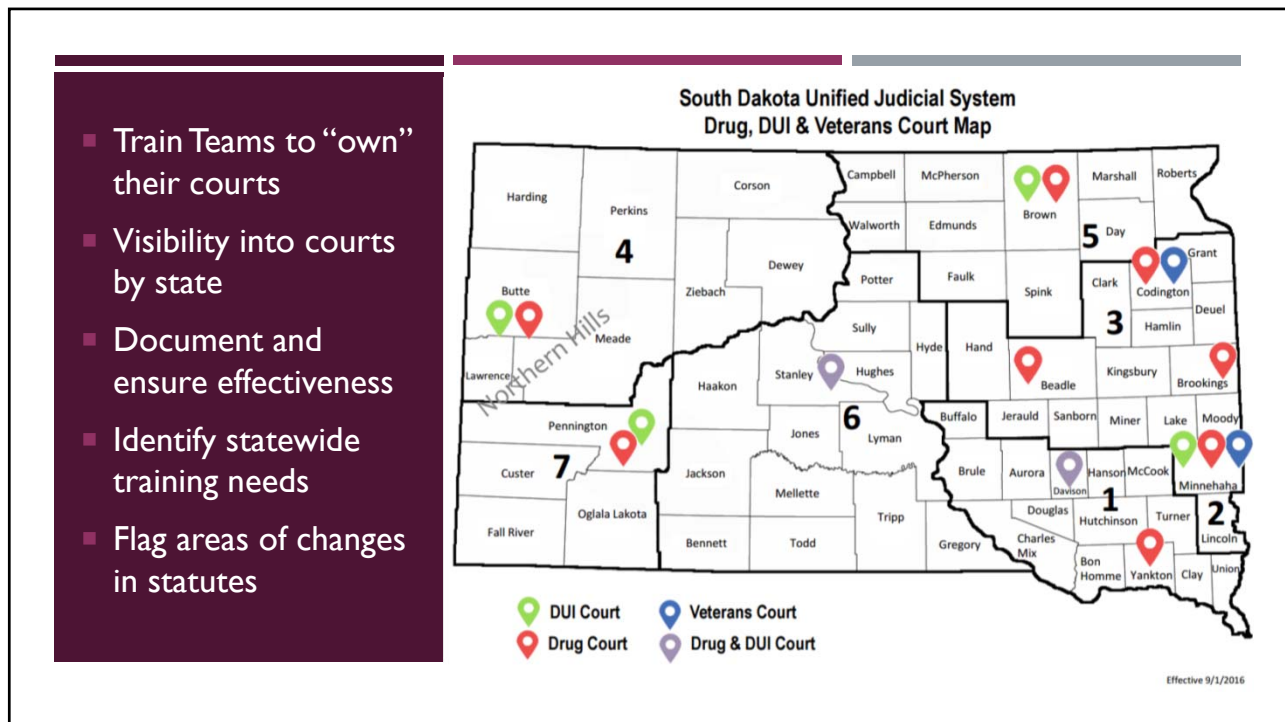 Train Teams to “own”
their courts
Visibility into courts
by state
Document and
ensure effectiveness
Identify statewide
training needs
Flag areas of changes
in statutes
South Dakota Unified Judicial System
Drug, DUI & Veterans Court Map
Harding
Perkins
Corson
4
Dewey
Ziebach
Butte
Meade
Lawrence
Northern Hills
Campbell
McPherson
Brown
Marshall
Roberts
Walworth
Edmunds
5
Day
Grant
Potter
Faulk
Spink
Clark
Codington
3
Hamlin
Deuel
Sully
Hyde
Hand
Beadle
Kingsbury
Brookings
Haakon
Stanley
Hughes
6
Jones
Lyman
Buffalo
Jerauld
Sanborn
Miner
Lake
Moody
Pennington
7
Custer
Fall River
Oglala Lakota
Jackson
Mellette
Bennett
Todd
Tripp
Gregory
Brule
Aurora
Davison
Hanson
McCook
Minnehaha
1
2
Douglas
Hutchinson
Turner
Lincoln
Charles
Mix
Bon
Homme
Yankton
Clay
Union
DUI Court
Veterans Court
Drug Court
Drug & DUI Court
Effective 9/1/2016